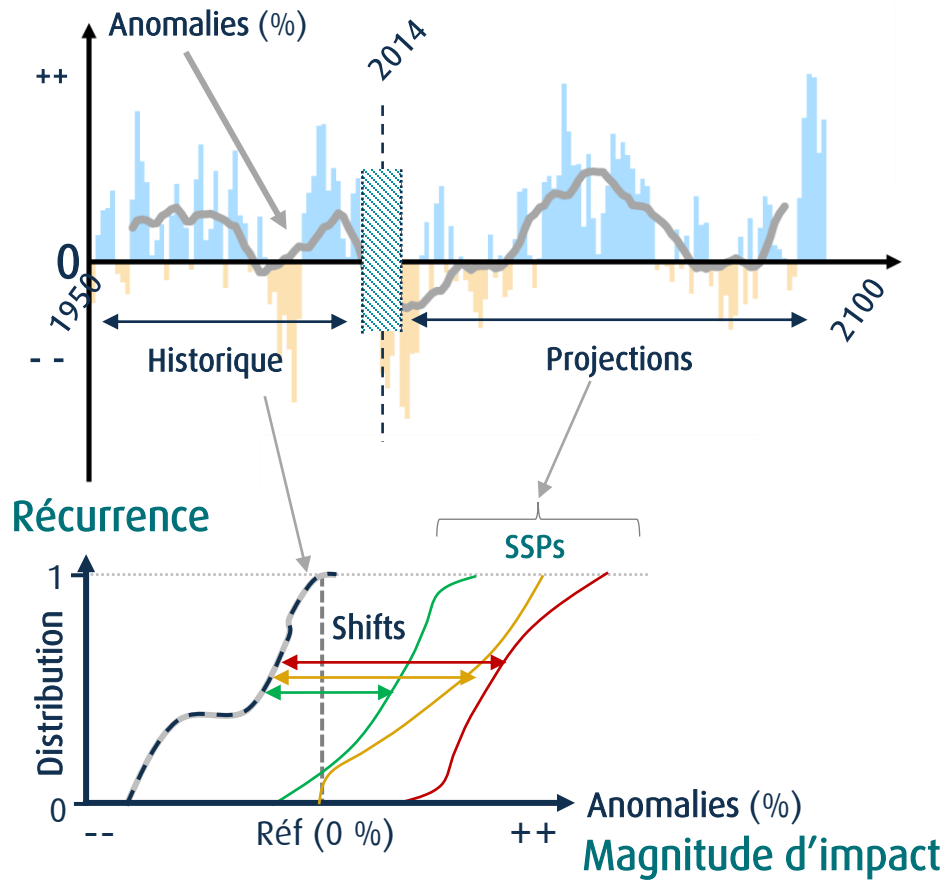 Anomalies (%)
2014
++
0
1950
2100
- -
Historique
Projections
Récurrence
SSPs
1
Shifts
Distribution
0
Anomalies (%)
--
Réf (0 %)
++
Magnitude d’impact